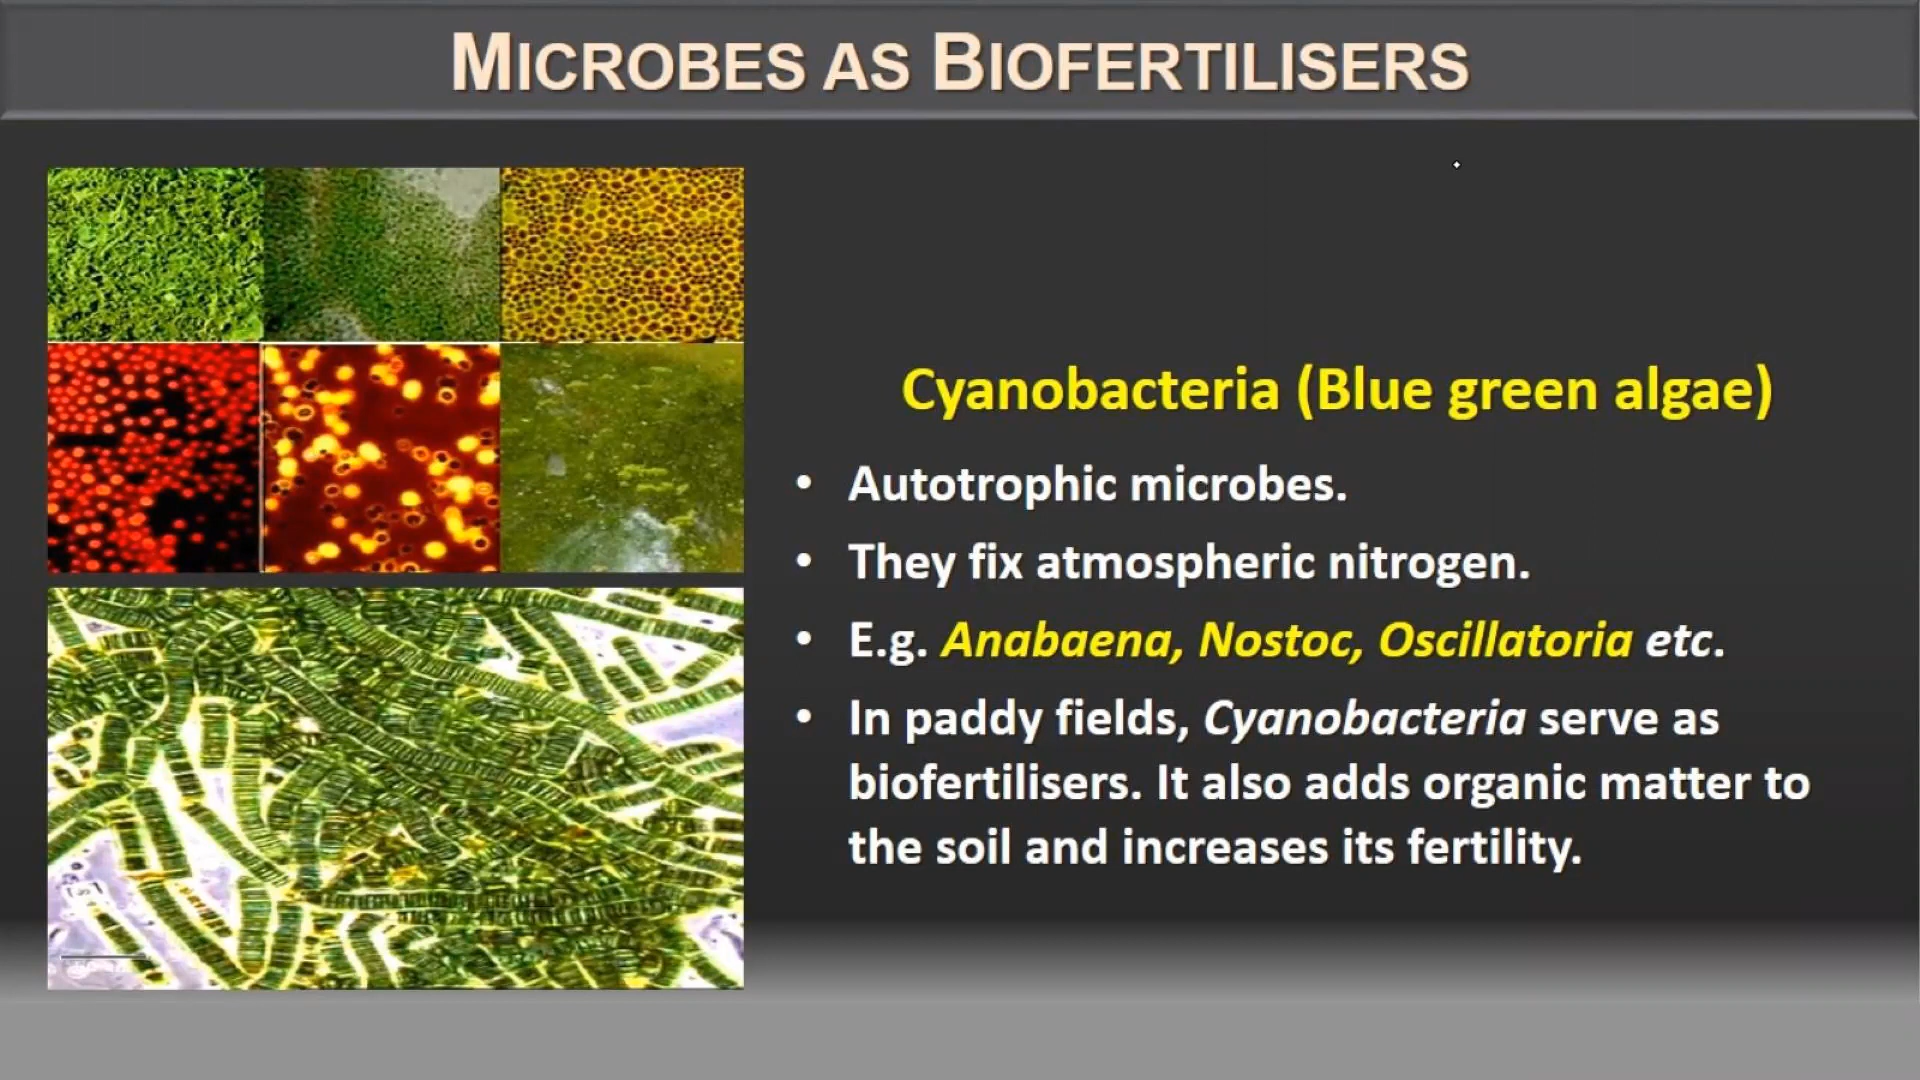 MICROBES AS BIOFERTILISERS
Cyanobacteria (Blue green algae)
• Autotrophic microbes.
• They fix atmospheric nitrogen.
• E.g. Anabaena, Nostoc, Oscillatoria etc.
• In paddy fields, Cyanobacteria serve as
biofertilisers. It also adds organic matter to
the soil and increases its fertility.